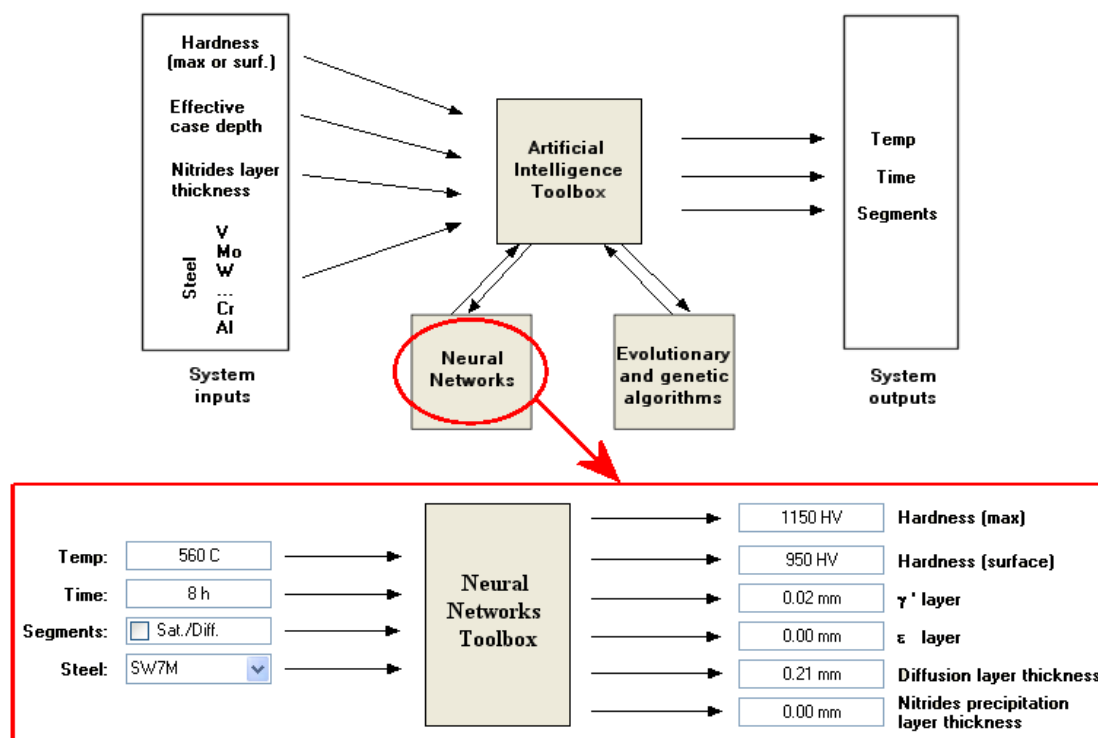 Hardness
(max or surf.)
Effective
case depth
Nitrides layer
thickness
Steel
V
Mo
W
...
Cr
Al
System
inputs
Artificial
Intelligence
Toolbox
Neural
Networks
Evolutionary
and genetic
algorithms
Temp
Time
Segments
System
outputs
Temp:
560 C
Time:
8 h
Segments:
Sat./Diff.
Steel:
SW7M
Neural
Networks
Toolbox
1150 HV
Hardness (max)
950 HV
Hardness (surface)
0.02 mm
γ ' layer
0.00 mm
ε layer
0.21 mm
Diffusion layer thickness
0.00 mm
Nitrides precipitation
layer thickness